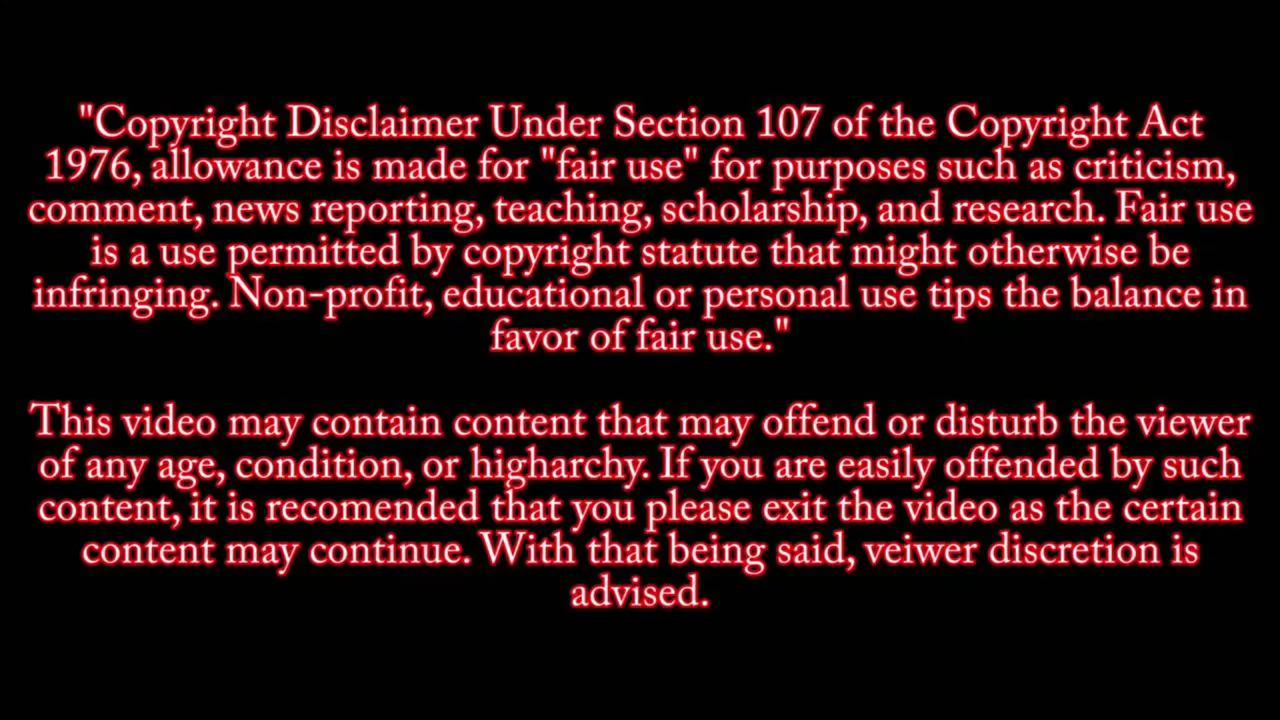 "Copyright Disclaimer Under Section 107 of the Copyright Act
1976, allowance is made for "fair use" for purposes such as criticism,
comment, news reporting, teaching, scholarship, and research. Fair use
is a use permitted by copyright statute that might otherwise be
infringing. Non-profit, educational or personal use tips the balance in
favor of fair use."
This video may contain content that may offend or disturb the viewer
of any age, condition, or higharchy. If you are easily offended by such
content, it is recomended that you please exit the video as the certain
content may continue. With that being said, veiwer discretion is
advised.